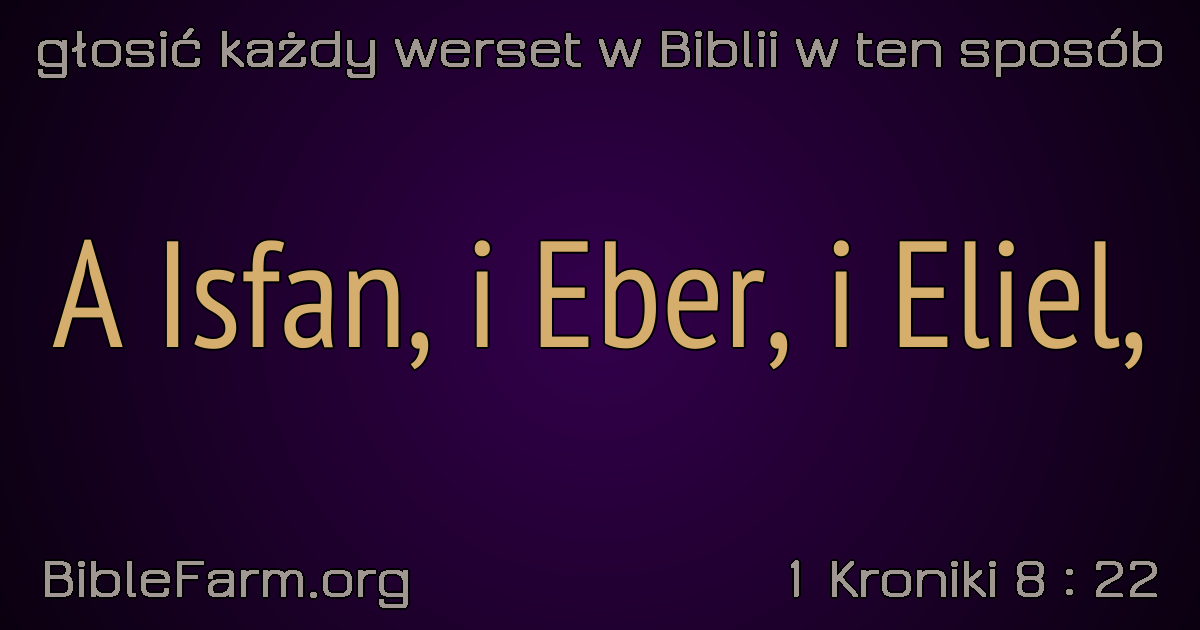 głosić każdy werset w Biblii w ten sposób
A Isfan, i Eber, i Eliel,
BibleFarm.org
1 Kroniki 8 : 22